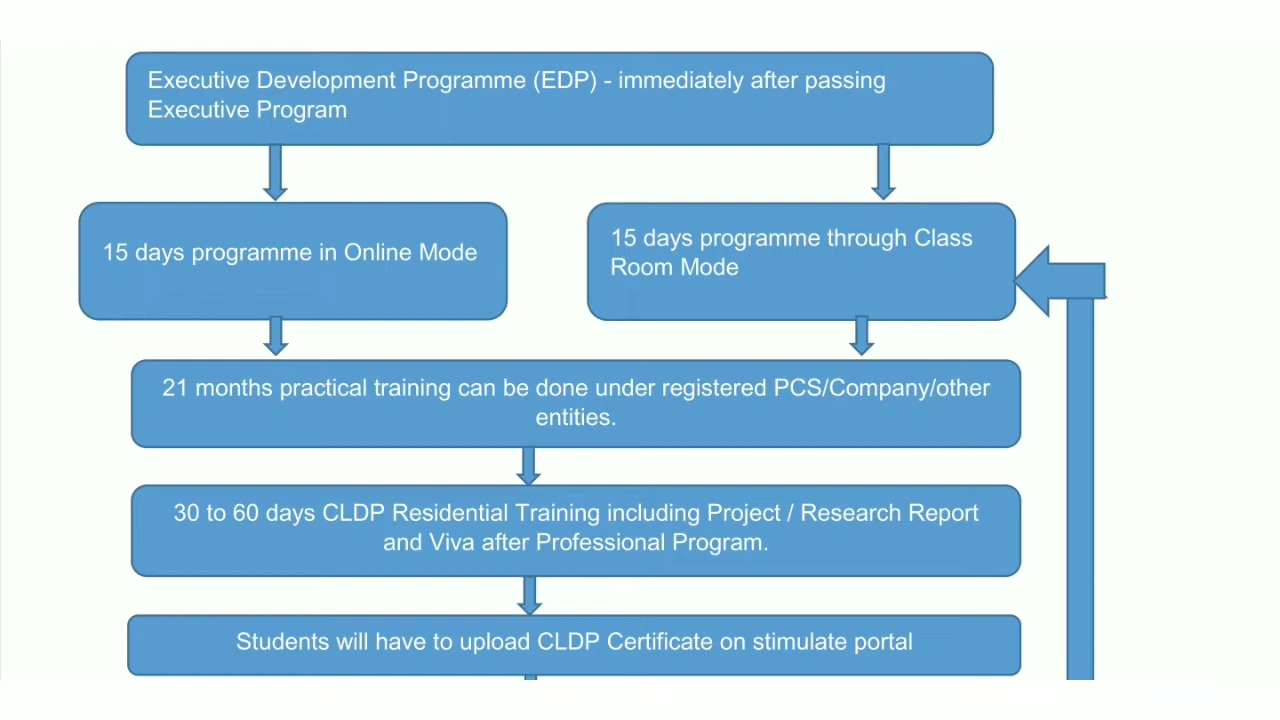 Executive Development Programme (EDP) - immediately after passing
Executive Program
15 days programme in Online Mode
15 days programme through Class
Room Mode
21 months practical training can be done under registered PCS/Company/other
entities.
30 to 60 days CLDP Residential Training including Project / Research Report
and Viva after Professional Program.
Students will have to upload CLDP Certificate on stimulate portal